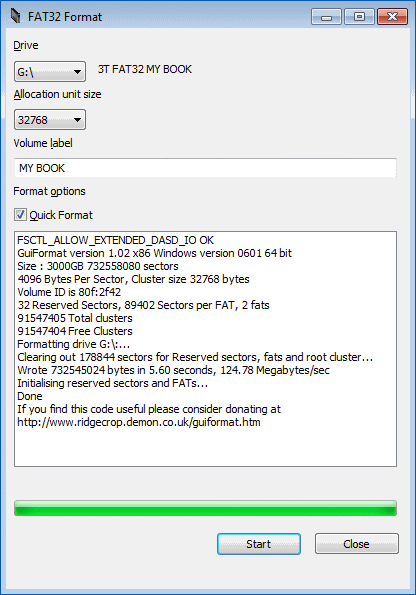 FAT32 Format
Drive
G:\ 3T FAT32 MY BOOK
Allocation unit size
32768
Volume label
MY BOOK
Format options
Quick Format
FSCTL_ALLOW_EXTENDED_DASD_IO OK
GuiFormat version 1.02 x86 Windows version 0601 64 bit
Size : 3000GB 732558080 sectors
4096 Bytes Per Sector, Cluster size 32768 bytes
Volume ID is 80f:2f42
32 Reserved Sectors, 89402 Sectors per FAT, 2 fats
91547405 Total clusters
91547404 Free Clusters
Formatting drive G:\:...
Clearing out 178844 sectors for Reserved sectors, fats and root cluster...
Wrote 732545024 bytes in 5.60 seconds, 124.78 Megabytes/sec
Initialising reserved sectors and FATs...
Done
If you find this code useful please consider donating at
http://www.ridgecrop.demon.co.uk/guiformat.htm
Start Close